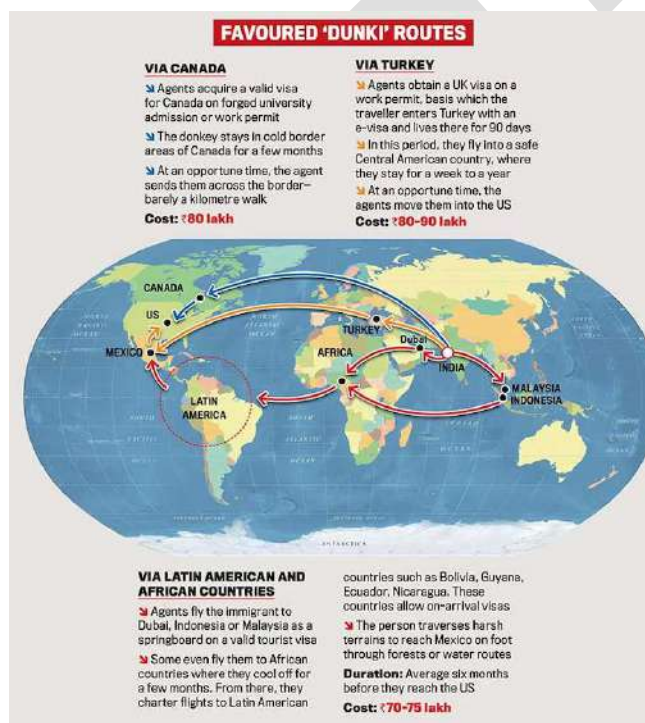 FAVOURED 'DUNKI' ROUTES
VIA CANADA
Agents acquire a valid visa
for Canada on forged university
admission or work permit
The donkey stays in cold border
areas of Canada for a few months
At an opportune time, the agent
sends them across the border—
barely a kilometre walk
Cost: ₹80 lakh
VIA TURKEY
Agents obtain a UK visa on a
work permit, basis which the
traveller enters Turkey with an
e-visa and lives there for 90 days
In this period, they fly into a safe
Central American country, where
they stay for a week to a year
At an opportune time, the
agents move them into the US
Cost: ₹80-90 lakh
CANADA
US
MEXICO
LATIN
AMERICA
AFRICA
TURKEY
Dubai
INDIA
MALAYSIA
INDONESIA
ANTARCTICA
VIA LATIN AMERICAN AND
AFRICAN COUNTRIES
Agents fly the immigrant to
Dubai, Indonesia or Malaysia as a
springboard on a valid tourist visa
Some even fly them to African
countries where they cool off for
a few months. From there, they
charter flights to Latin American
countries such as Bolivia, Guyana,
Ecuador, Nicaragua. These
countries allow on-arrival visas
The person traverses harsh
terrains to reach Mexico on foot
through forests or water routes
Duration: Average six months
before they reach the US
Cost: ₹70-75 lakh